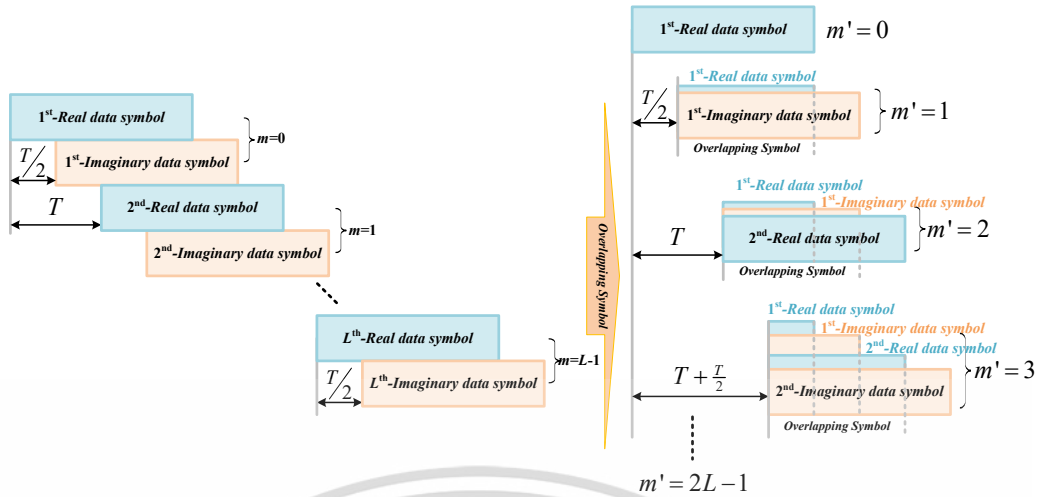 1st-Real data symbol
T/2
1st-Imaginary data symbol
}m=0
T
2nd-Real data symbol
2nd-Imaginary data symbol
}m=1
Lth-Real data symbol
T/2
Lth-Imaginary data symbol
}m=L-1
Overlapping Symbol
1st-Real data symbol
m'=0
1st-Real data symbol
T/2
1st-Imaginary data symbol
}m'=1
Overlapping Symbol
1st-Real data symbol
1st-Imaginary data symbol
T
2nd-Real data symbol
}m'=2
Overlapping Symbol
1st-Real data symbol
1st-Imaginary data symbol
2nd-Real data symbol
T + T/2
2nd-Imaginary data symbol
}m'=3
Overlapping Symbol
m'=2L-1